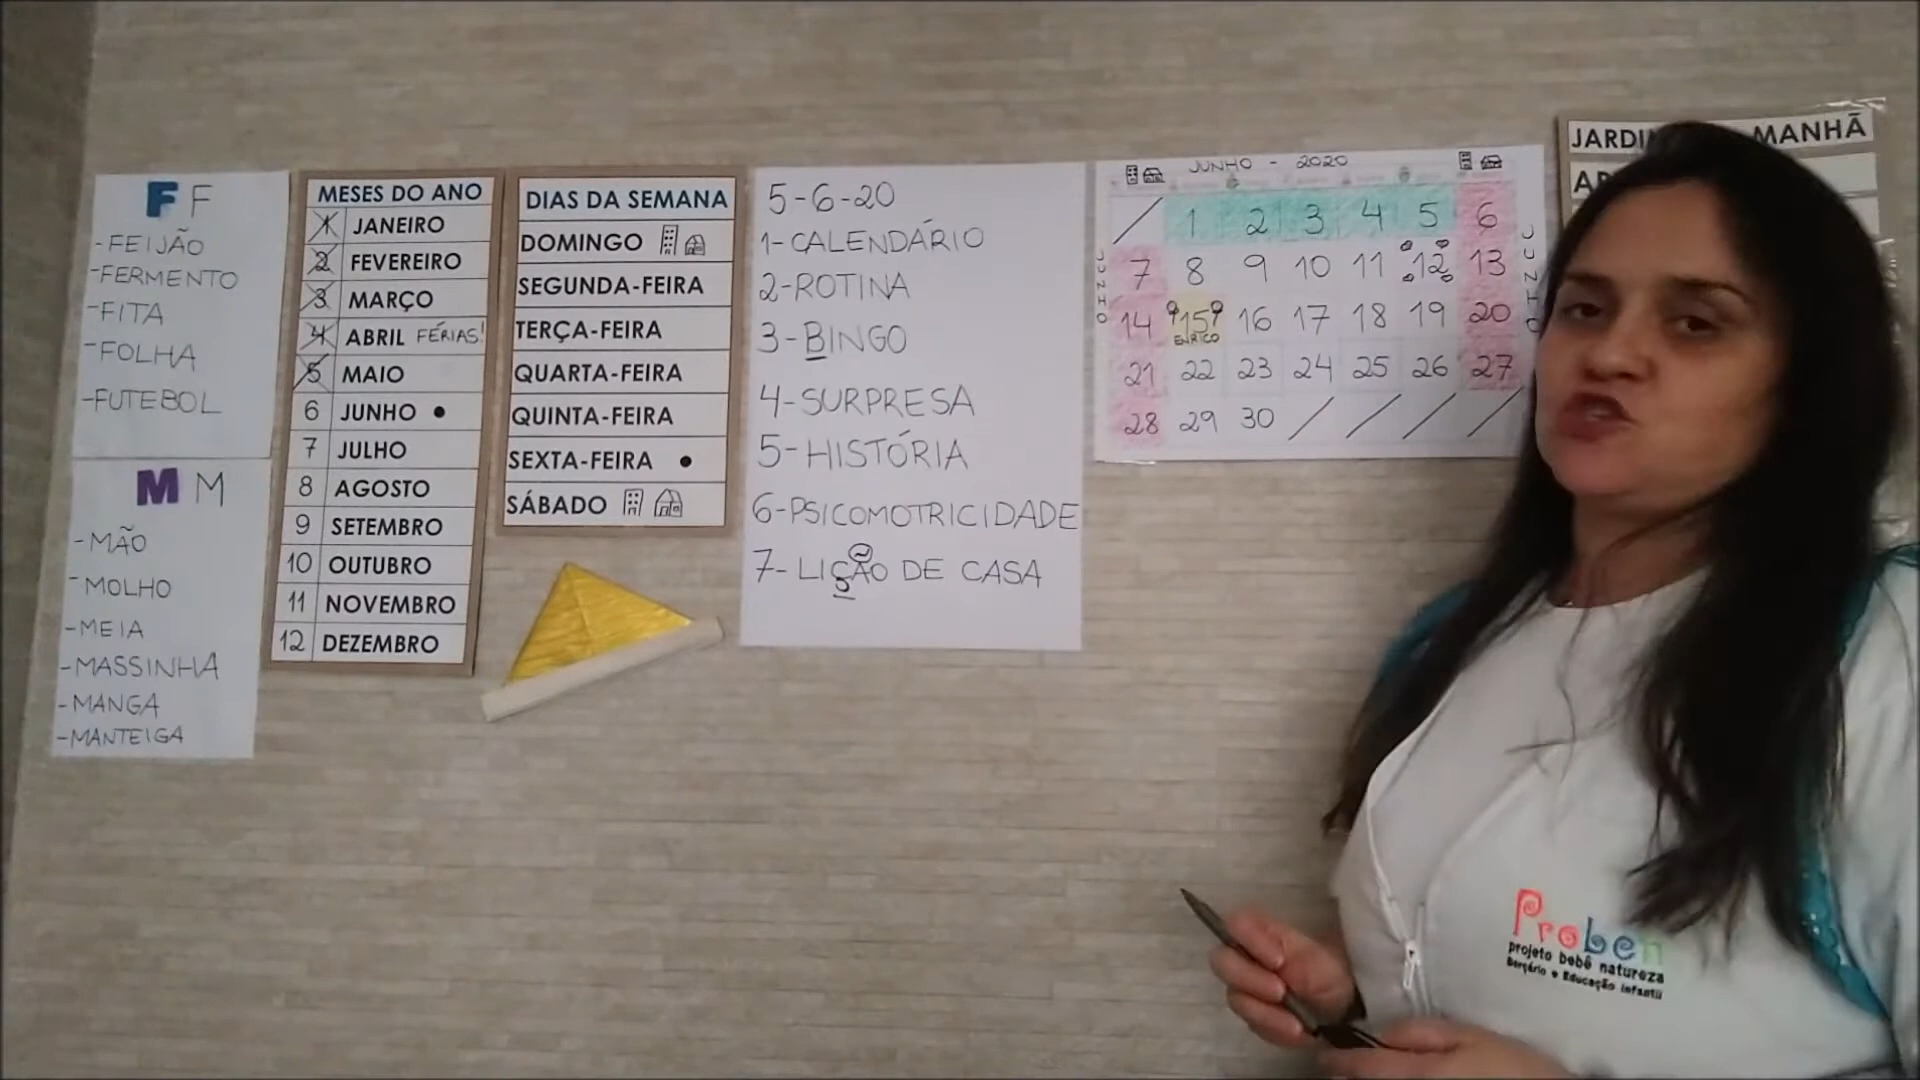 F F
-FEIJÃO
-FERMENTO
-FITA
-FOLHA
-FUTEBOL
M M
-MÃO
-MOLHO
-MEIA
-MASSINHA
-MANGA
-MANTEIGA
MESES DO ANO
1 JANEIRO
2 FEVEREIRO
3 MARÇO
4 ABRIL FÉRIAS!
5 MAIO
6 JUNHO •
7 JULHO
8 AGOSTO
9 SETEMBRO
10 OUTUBRO
11 NOVEMBRO
12 DEZEMBRO
DIAS DA SEMANA
DOMINGO
SEGUNDA-FEIRA
TERÇA-FEIRA
QUARTA-FEIRA
QUINTA-FEIRA
SEXTA-FEIRA •
SÁBADO
5-6-20
1-CALENDÁRIO
2-ROTINA
3-BINGO
4-SURPRESA
5-HISTÓRIA
6-PSICOMOTRICIDADE
7-LIÇÃO DE CASA
JUNHO - 2020
/ 1 2 3 4 5 6
7 8 9 10 11 12 13
14 15 16 17 18 19 20
ENRICO
21 22 23 24 25 26 27
28 29 30 / / / /
JUNHO
JUNHO
MANHÃ
Proben
projeto bebê natureza
Berçário e Educação Infantil